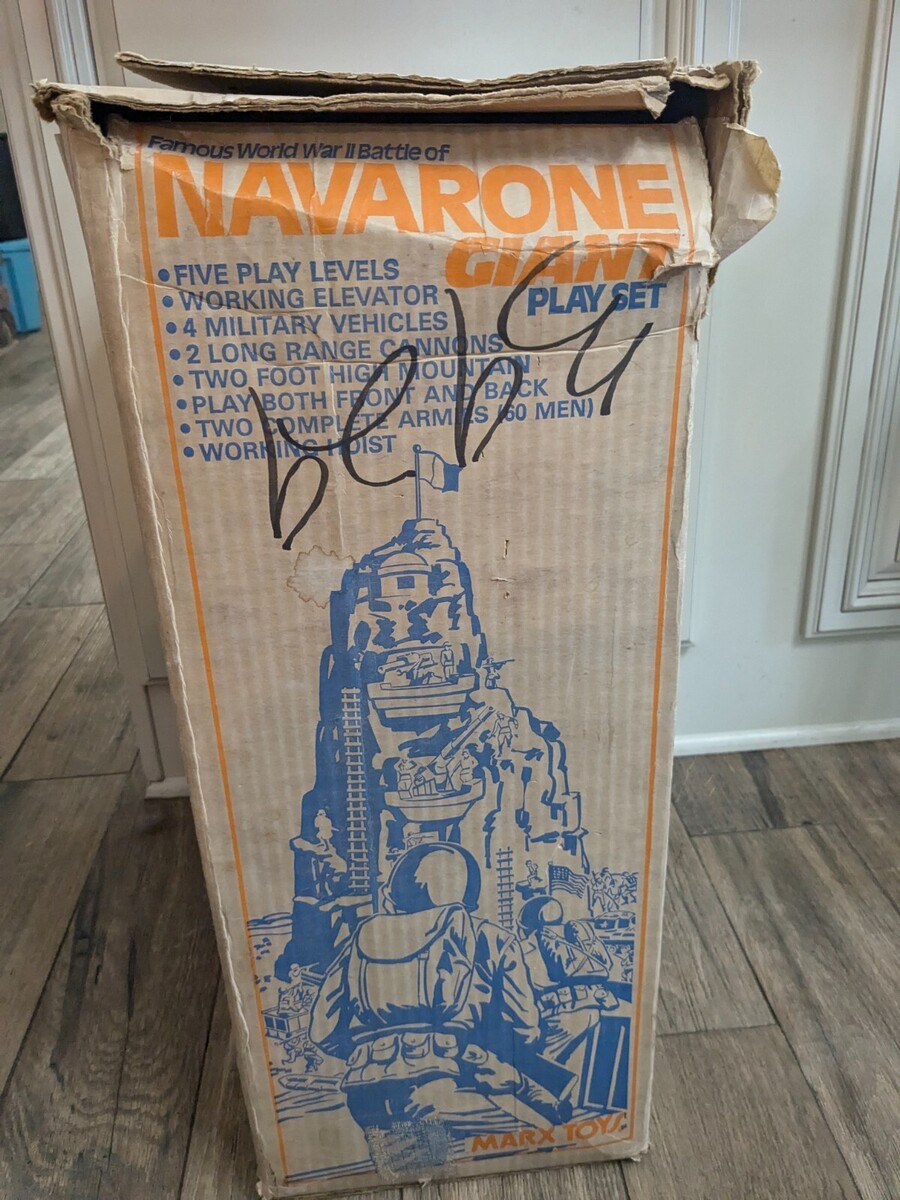 Famous World War II Battle of
NAVARONE
GIANT
PLAY SET
• FIVE PLAY LEVELS
• WORKING ELEVATOR
• 4 MILITARY VEHICLES
• 2 LONG RANGE CANNONS
• TWO FOOT HIGH MOUNTAIN
• PLAY BOTH FRONT AND BACK
• TWO COMPLETE ARMIES (60 MEN)
• WORKING HOIST
MARX TOYS